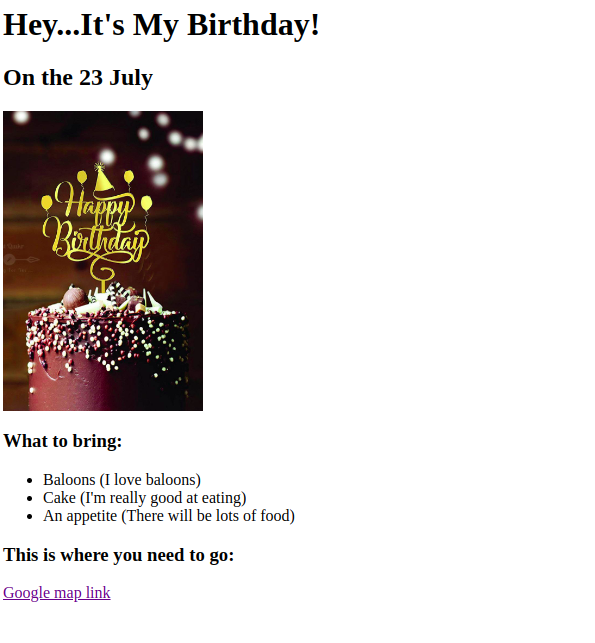 Hey...It's My Birthday!
On the 23 July
Happy
Birthday
What to bring:
Baloons (I love baloons)
Cake (I'm really good at eating)
An appetite (There will be lots of food)
This is where you need to go:
Google map link